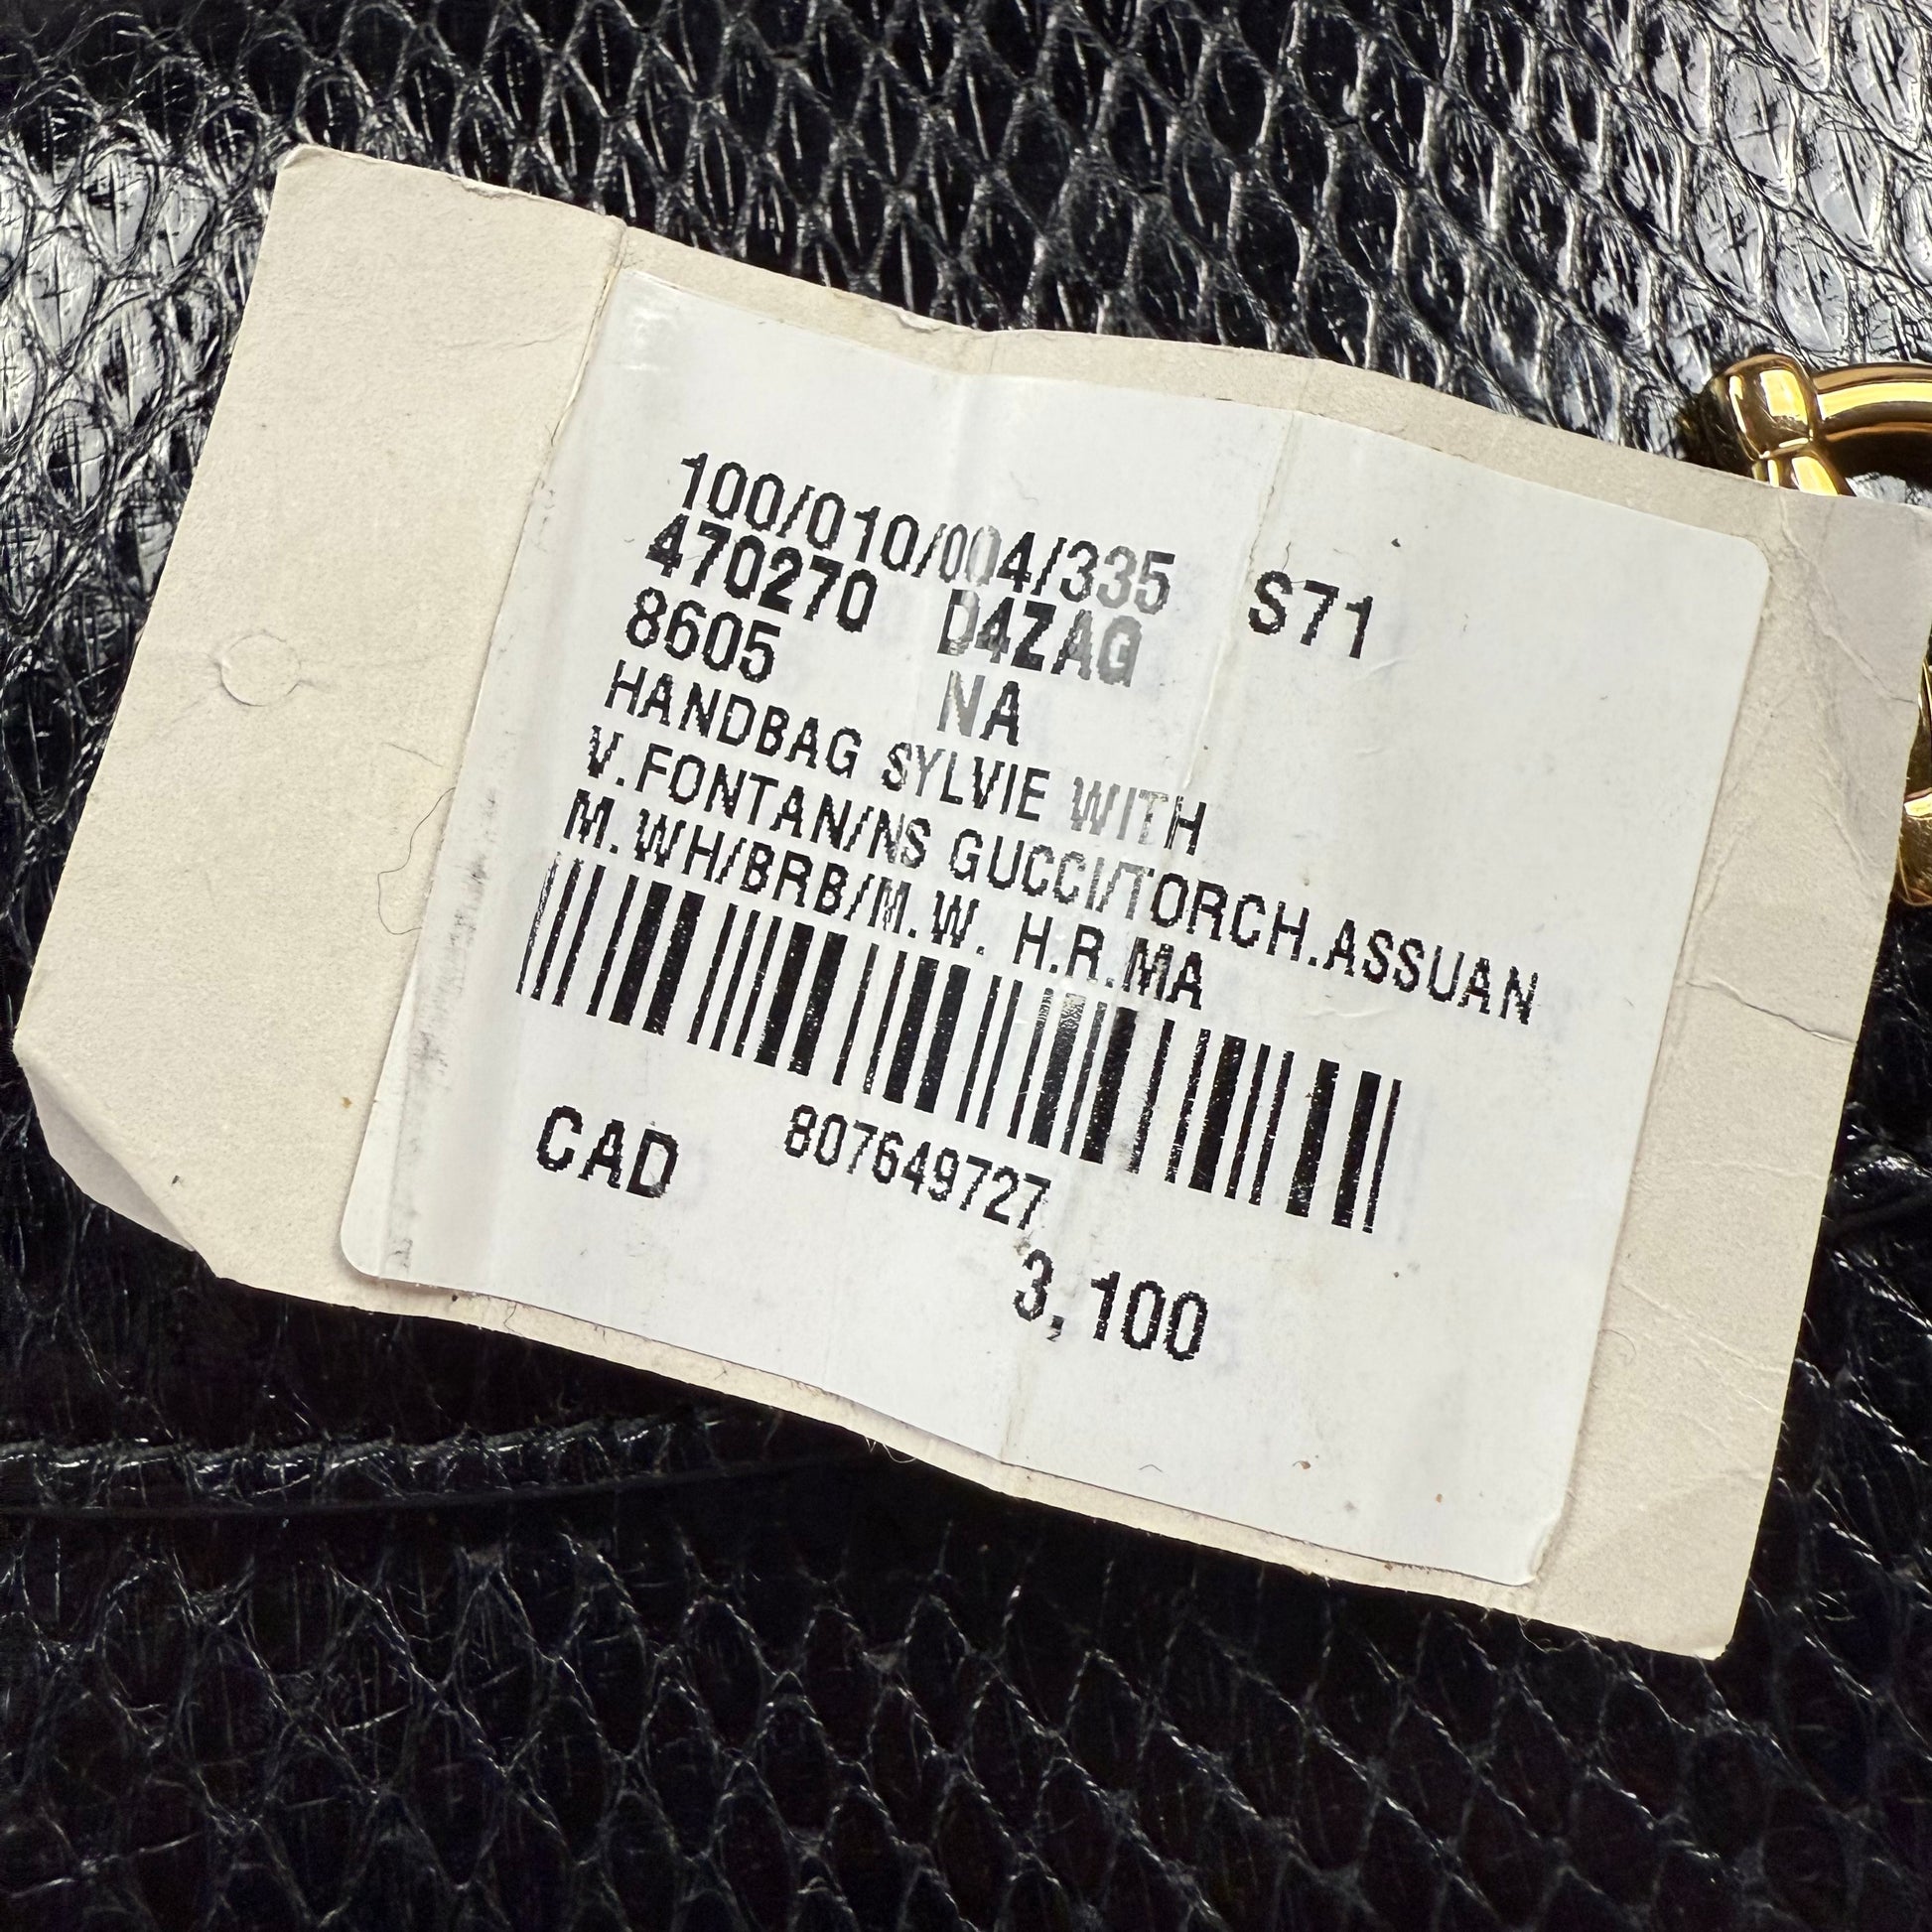 100/010/004/335 S71
470270 D4ZAG
8605 NA
HANDBAG SYLVIE WITH
V.FONTAN/NS GUCCI/TORCH.ASSUAN
M.WH/BRB/M.W. H.R.MA
807649727
CAD 3,100